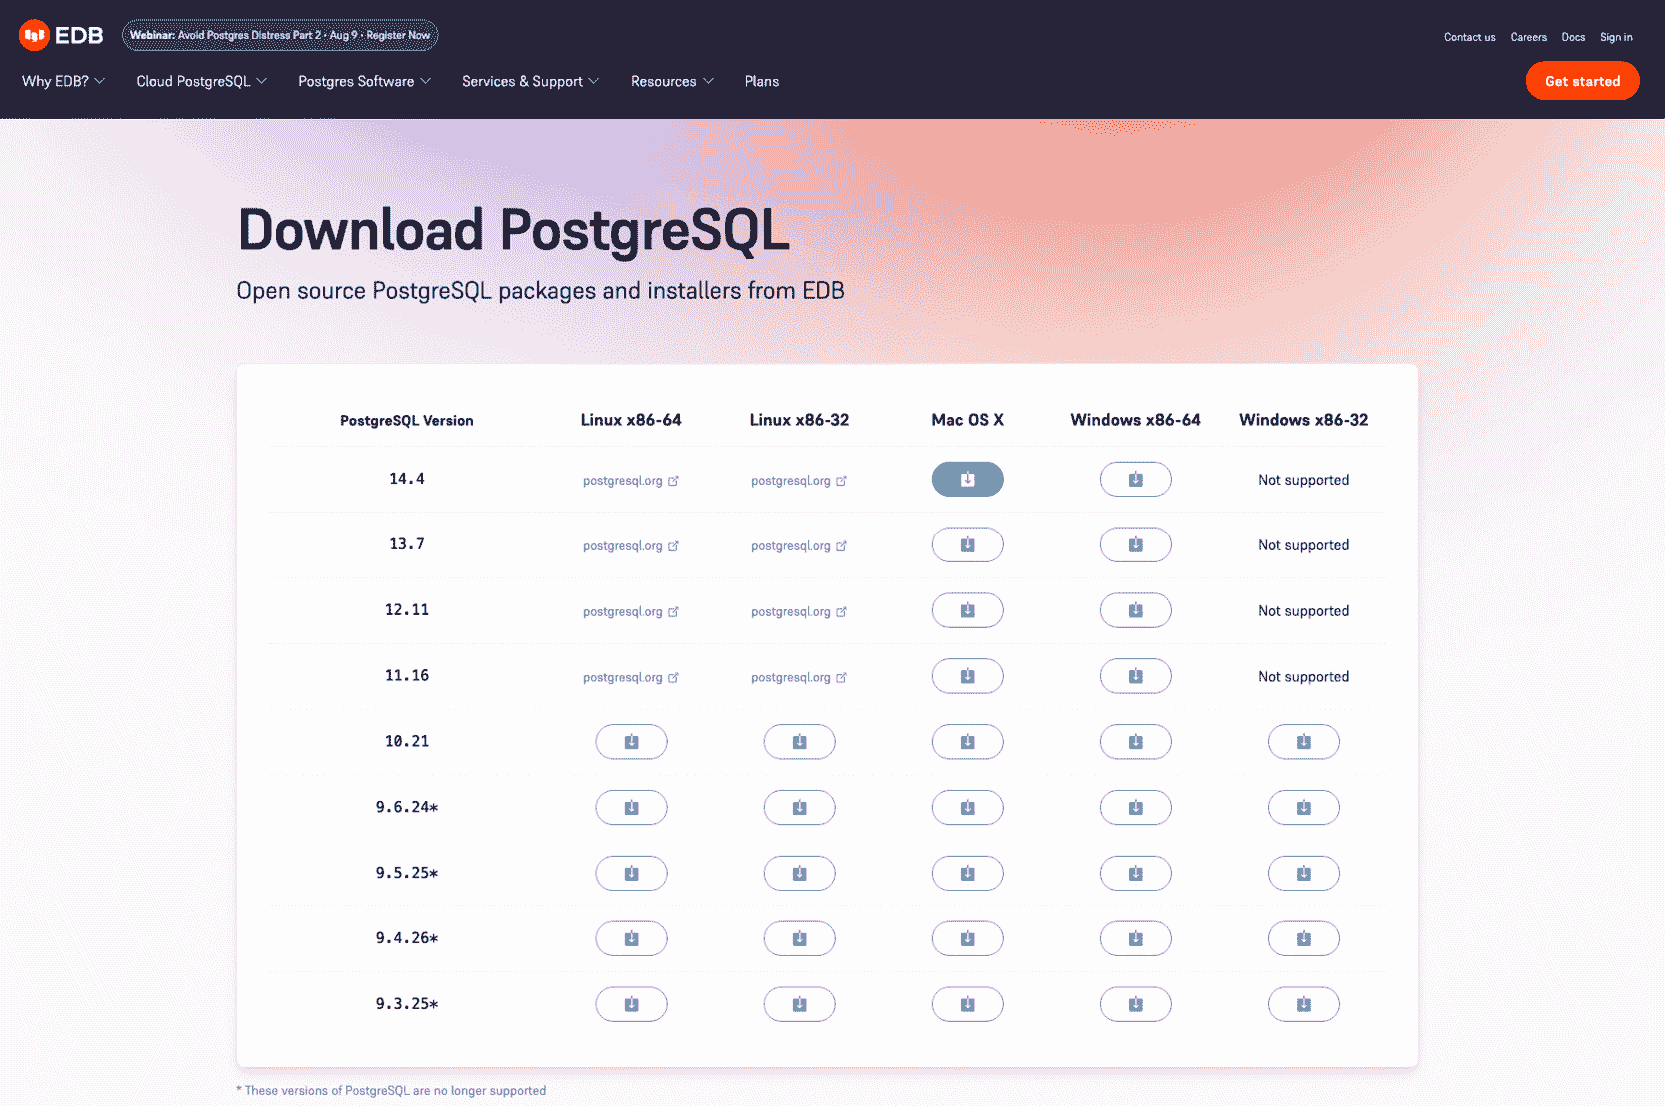 EDB
Webinar: Avoid Postgres Distress Part 2 • Aug 9 • Register Now
Contact us Careers Docs Sign in
Why EDB? Cloud PostgreSQL Postgres Software Services & Support Resources Plans
Get started
Download PostgreSQL
Open source PostgreSQL packages and installers from EDB
PostgreSQL Version Linux x86-64 Linux x86-32 Mac OS X Windows x86-64 Windows x86-32
14.4 postgresql.org postgresql.org Not supported
13.7 postgresql.org postgresql.org Not supported
12.11 postgresql.org postgresql.org Not supported
11.16 postgresql.org postgresql.org Not supported
10.21
9.6.24*
9.5.25*
9.4.26*
9.3.25*
* These versions of PostgreSQL are no longer supported